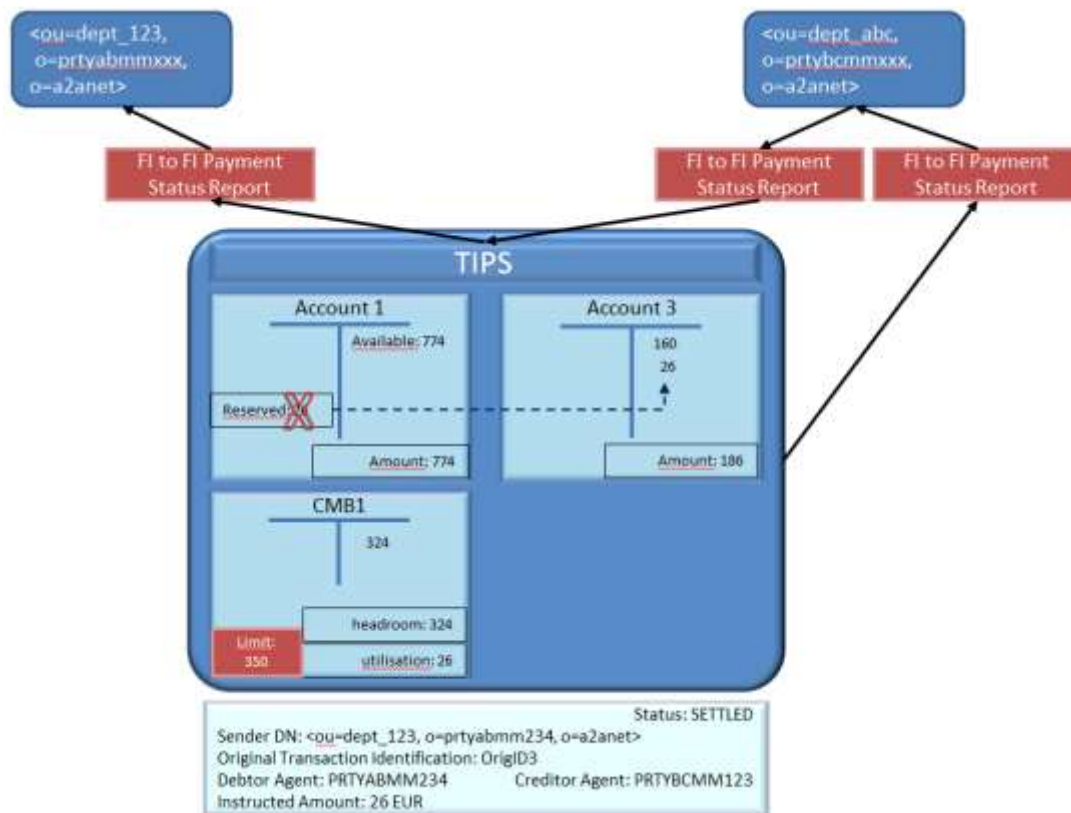 <ou=dept_123,
o=prtyabmmxxx,
o=a2anet>
<ou=dept_abc,
o=prtybcmmxxx,
o=a2anet>
FI to FI Payment
Status Report
FI to FI Payment
Status Report
FI to FI Payment
Status Report
TIPS
Account 1
Available: 774
Reserved:
Amount: 774
Account 3
160
26
Amount: 186
CMB1
324
headroom: 324
Limit:
350
utilisation: 26
Status: SETTLED
Sender DN: <ou=dept_123, o=prtyabmm234, o=a2anet>
Original Transaction Identification: OrigID3
Debtor Agent: PRTYABMM234 Creditor Agent: PRTYBCMM123
Instructed Amount: 26 EUR